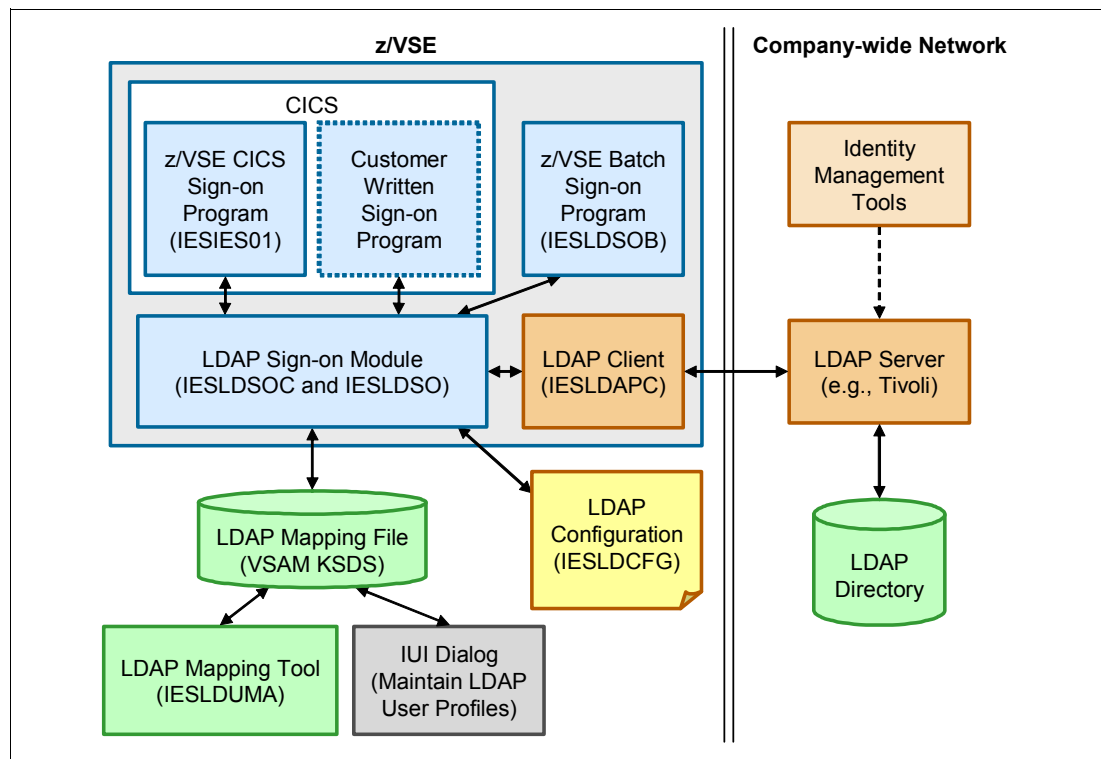 z/VSE
Company-wide Network
CICS
z/VSE CICS
Sign-on
Program
(IESIES01)
Customer
Written
Sign-on
Program
z/VSE Batch
Sign-on
Program
(IESLDSOB)
Identity
Management
Tools
LDAP Sign-on Module
(IESLDSOC and IESLDSO)
LDAP Client
(IESLDAPC)
LDAP Server
(e.g., Tivoli)
LDAP Mapping File
(VSAM KSDS)
LDAP
Configuration
(IESLDCFG)
LDAP
Directory
LDAP Mapping Tool
(IESLDUMA)
IUI Dialog
(Maintain LDAP
User Profiles)